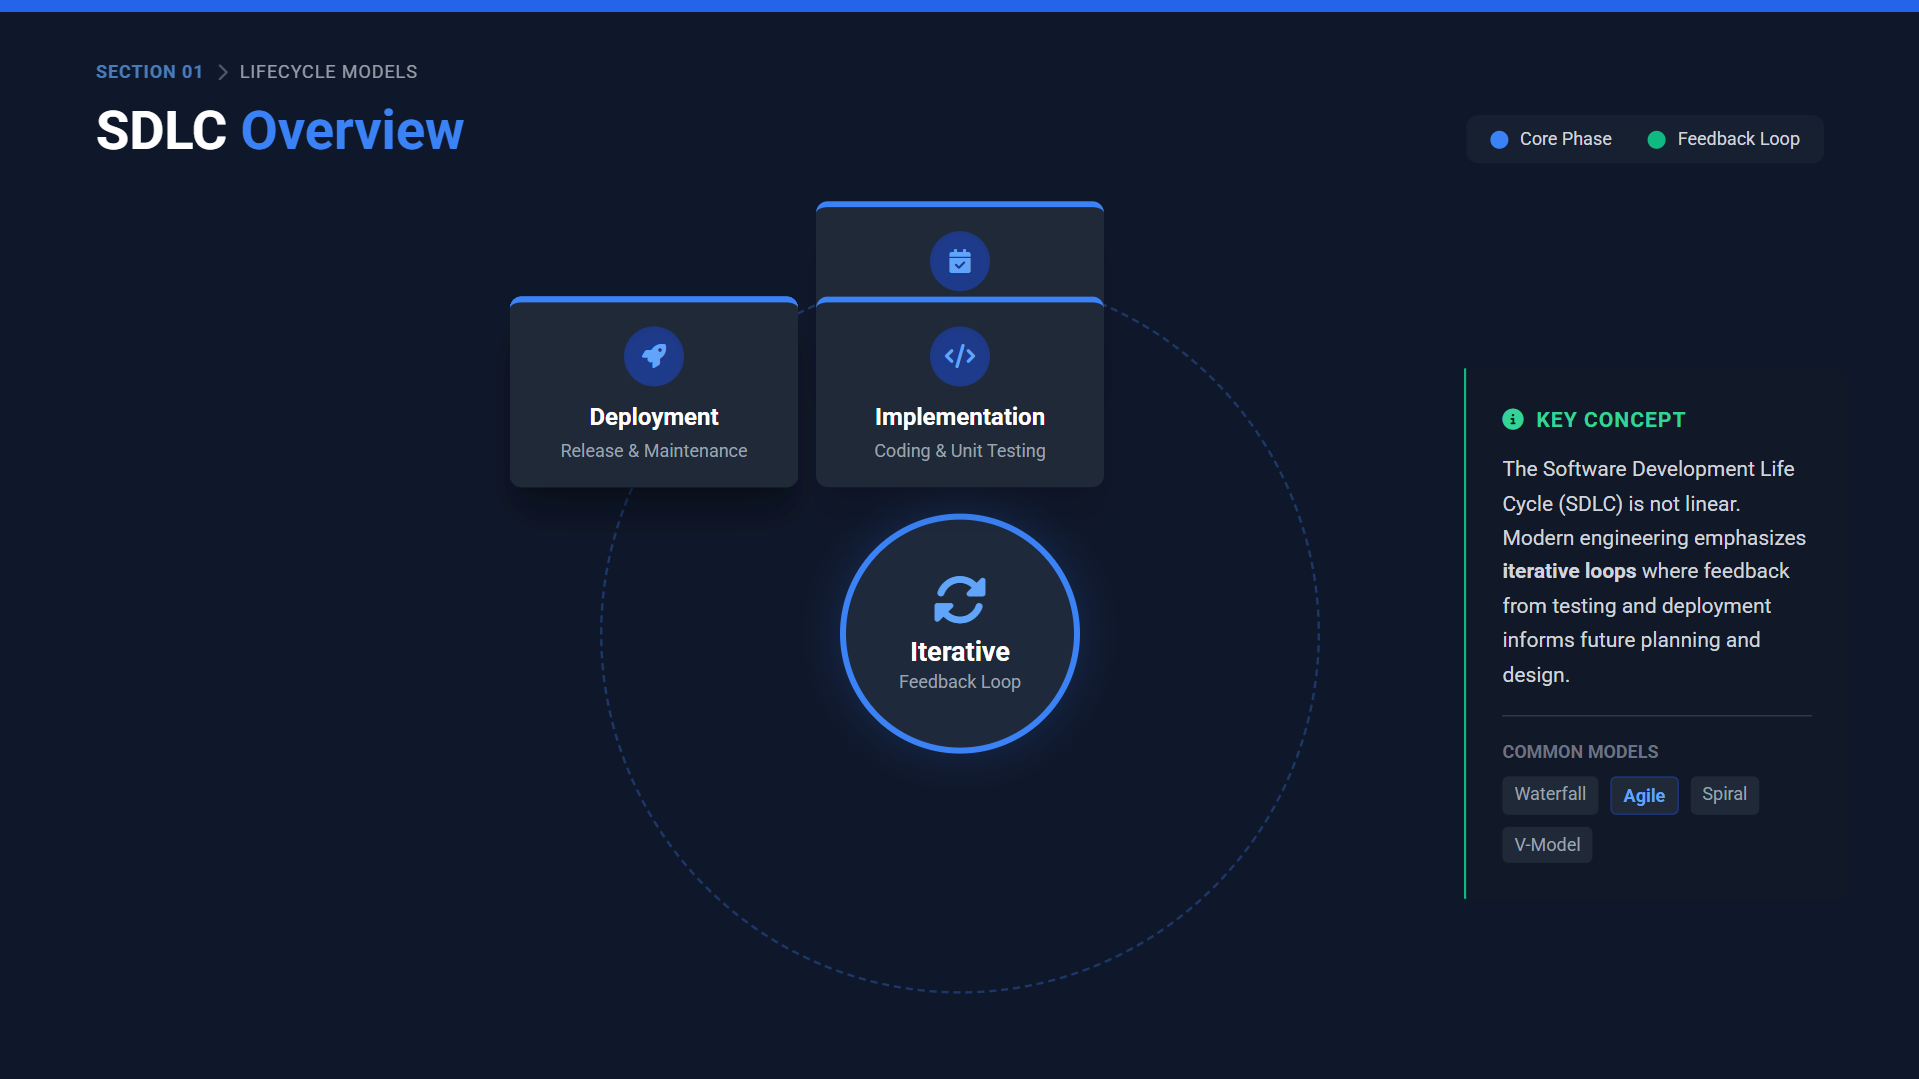 SECTION 01 > LIFECYCLE MODELS
SDLC Overview
Core Phase
Feedback Loop
Deployment
Release & Maintenance
Implementation
Coding & Unit Testing
Iterative
Feedback Loop
KEY CONCEPT
The Software Development Life
Cycle (SDLC) is not linear.
Modern engineering emphasizes
iterative loops where feedback
from testing and deployment
informs future planning and
design.
COMMON MODELS
Waterfall
Agile
Spiral
V-Model